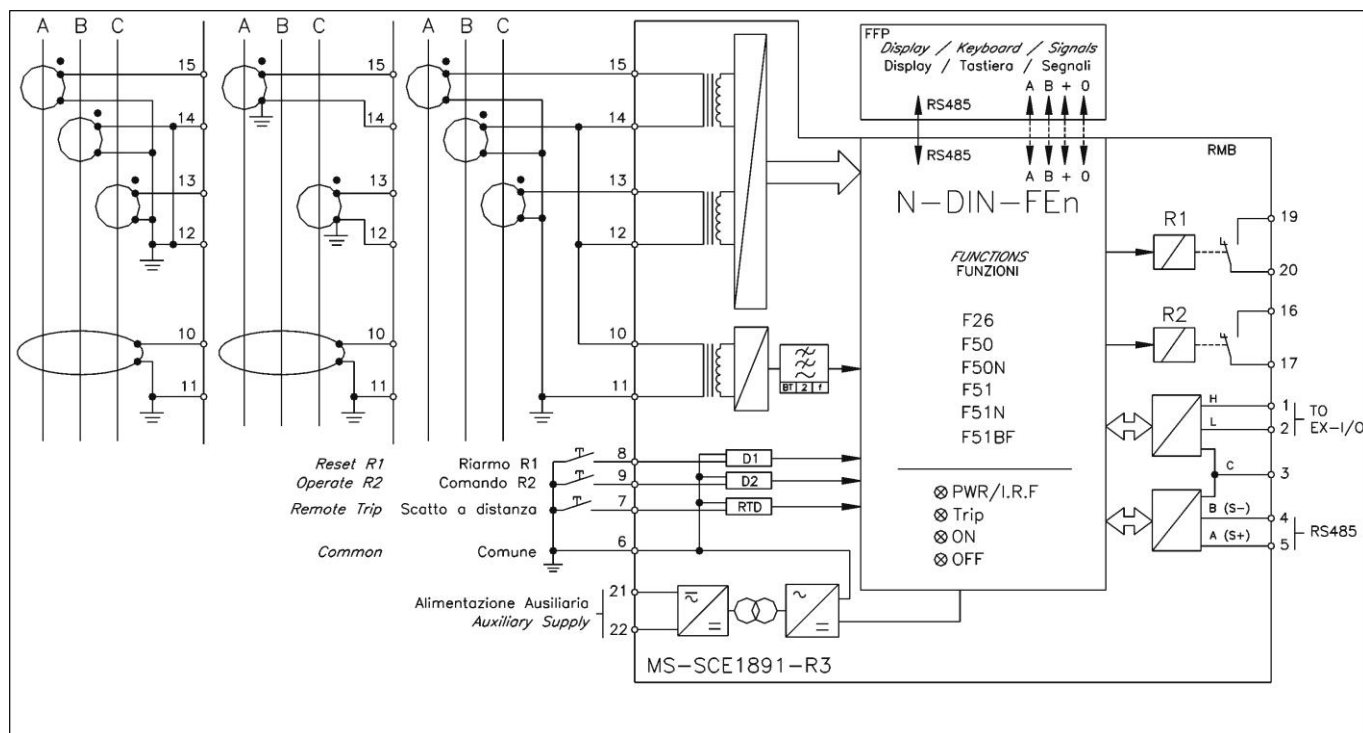 A B C
15
14
13
12
10
11
A B C
15
14
13
12
10
11
A B C
15
14
13
12
10
11
Reset R1 Riarmo R1 8 D1
Operate R2 Comando R2 9 D2
Remote Trip Scatto a distanza 7 RTD
Common Comune 6
Alimentazione Ausiliaria 21
Auxiliary Supply 22
MS-SCE1891-R3
BT 2 f
FFP
Display / Keyboard / Signals
Display / Tastiera / Segnali
A B + 0
RS485
RS485
A B + 0
N-DIN-FEn
FUNCTIONS
FUNZIONI
F26
F50
F50N
F51
F51N
F51BF
PWR/I.R.F
Trip
ON
OFF
RMB
R1 19
20
R2 16
17
H 1 TO
L 2 EX-I/O
C 3
B (S-) 4
A (S+) 5 RS485